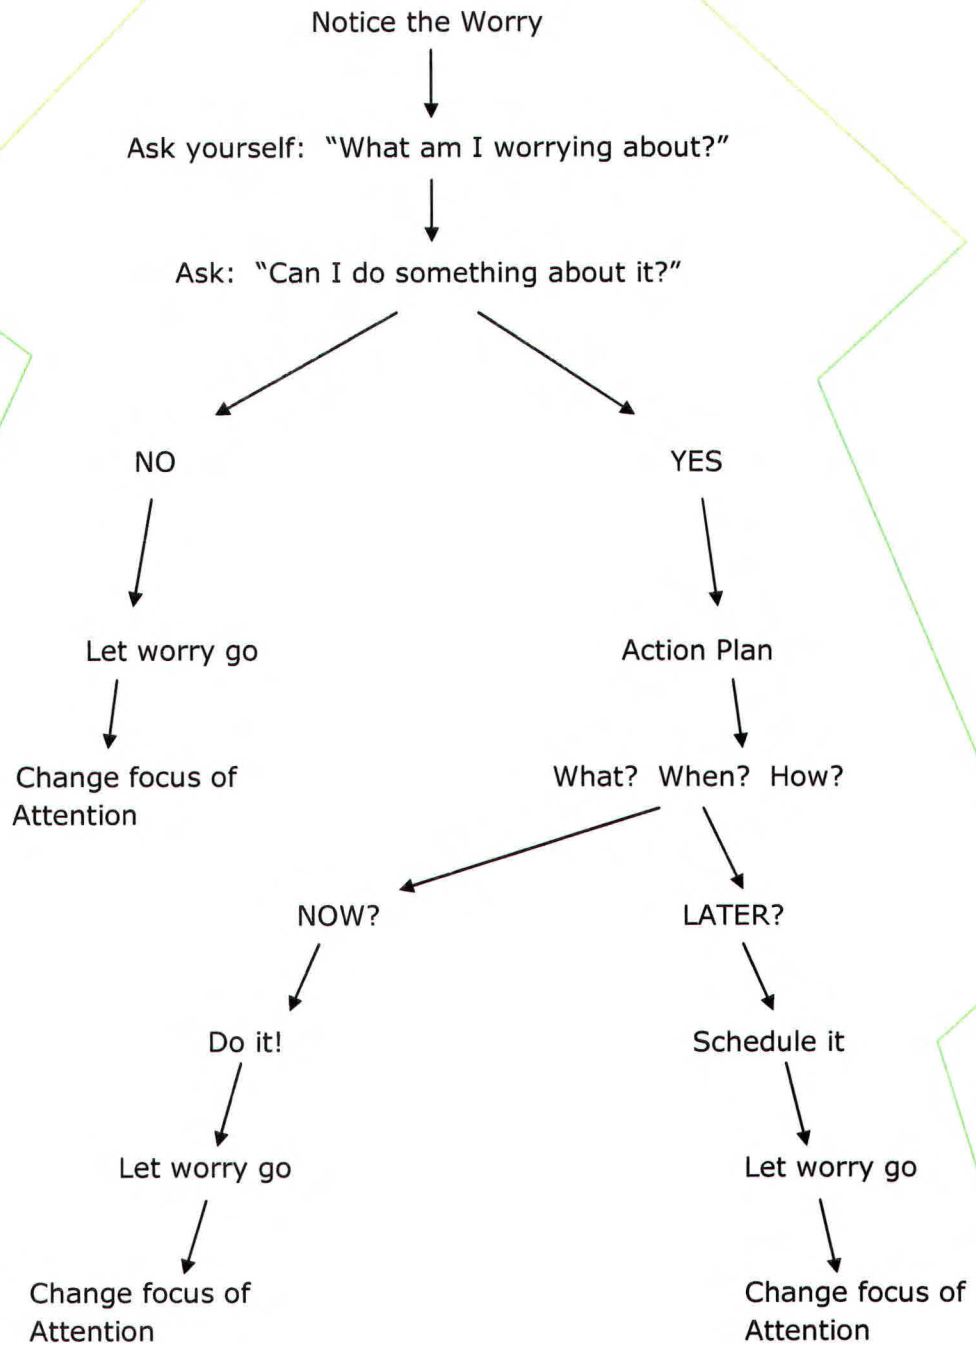 Notice the Worry
Ask yourself:  "What am I worrying about?"
Ask:  "Can I do something about it?"
NO
YES
Let worry go
Action Plan
Change focus of
Attention
What?  When?  How?
NOW?
LATER?
Do it!
Schedule it
Let worry go
Let worry go
Change focus of
Attention
Change focus of
Attention